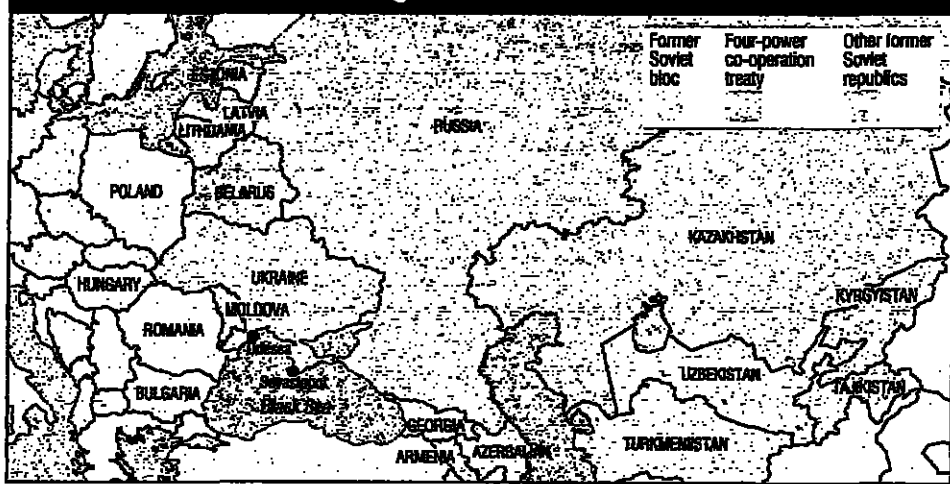 Former Soviet bloc
Four-power co-operation treaty
Other former Soviet republics
ESTONIA
LATVIA
LITHUANIA
RUSSIA
POLAND
BELARUS
KAZAKHSTAN
HUNGARY
UKRAINE
MOLDOVA
KYRGYISTAN
ROMANIA
Odessa
Sevastopol
UZBEKISTAN
TAJIKISTAN
BULGARIA
Black Sea
GEORGIA
TURKMENISTAN
ARMENIA
AZERBAIJAN